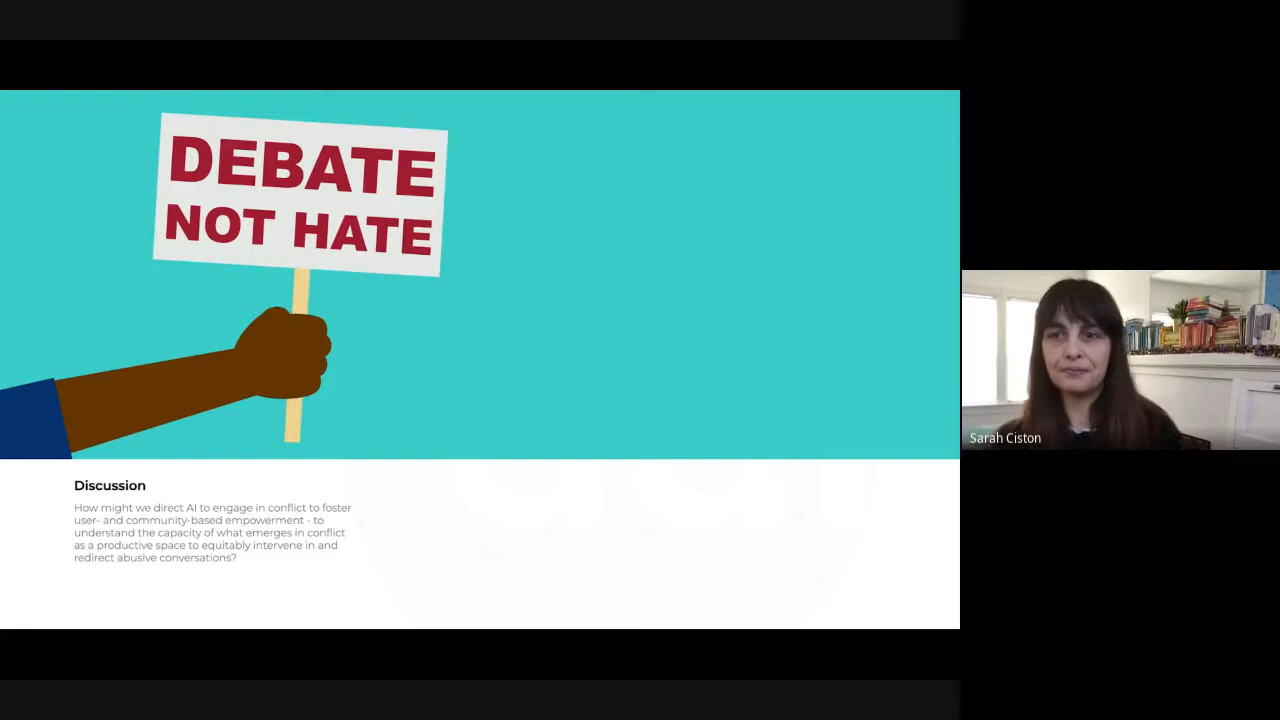 DEBATE
NOT HATE
Discussion
How might we direct AI to engage in conflict to foster
user- and community-based empowerment - to
understand the capacity of what emerges in conflict
as a productive space to equitably intervene in and
redirect abusive conversations?
Sarah Ciston